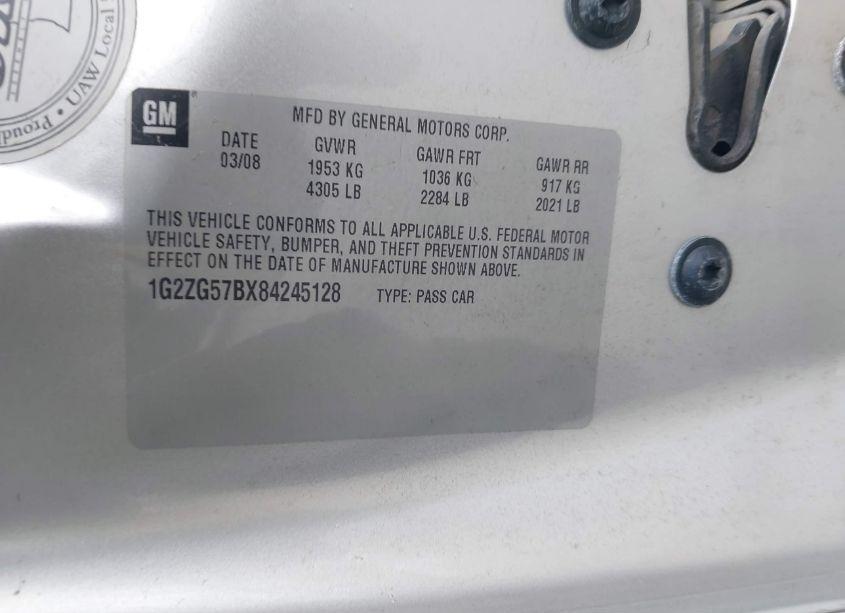 Proudly
• UAW Local
GM
MFD BY GENERAL MOTORS CORP.
DATE GVWR GAWR FRT GAWR RR
03/08 1953 KG 1036 KG 917 KG
4305 LB 2284 LB 2021 LB
THIS VEHICLE CONFORMS TO ALL APPLICABLE U.S. FEDERAL MOTOR
VEHICLE SAFETY, BUMPER, AND THEFT PREVENTION STANDARDS IN
EFFECT ON THE DATE OF MANUFACTURE SHOWN ABOVE.
1G2ZG57BX84245128 TYPE: PASS CAR